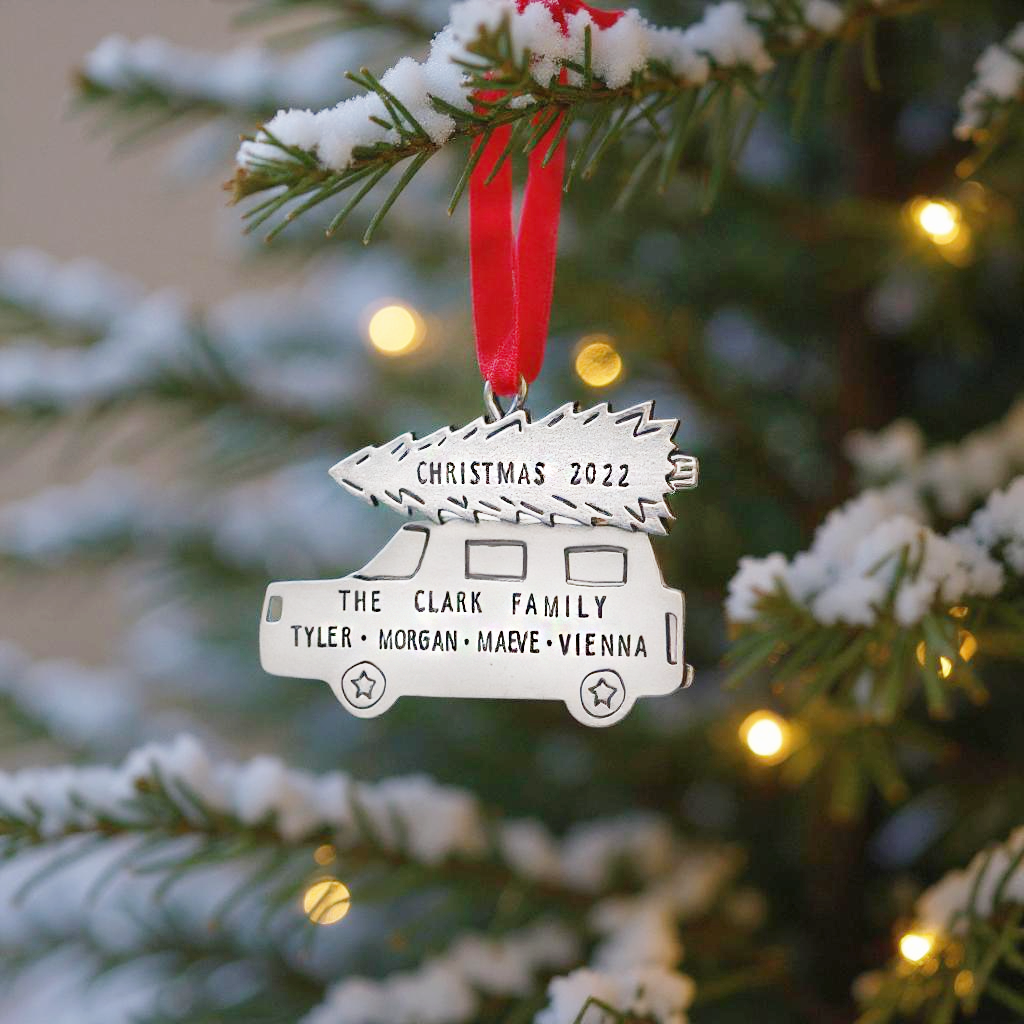 CHRISTMAS 2022
THE CLARK FAMILY
TYLER · MORGAN · MAEVE · VIENNA